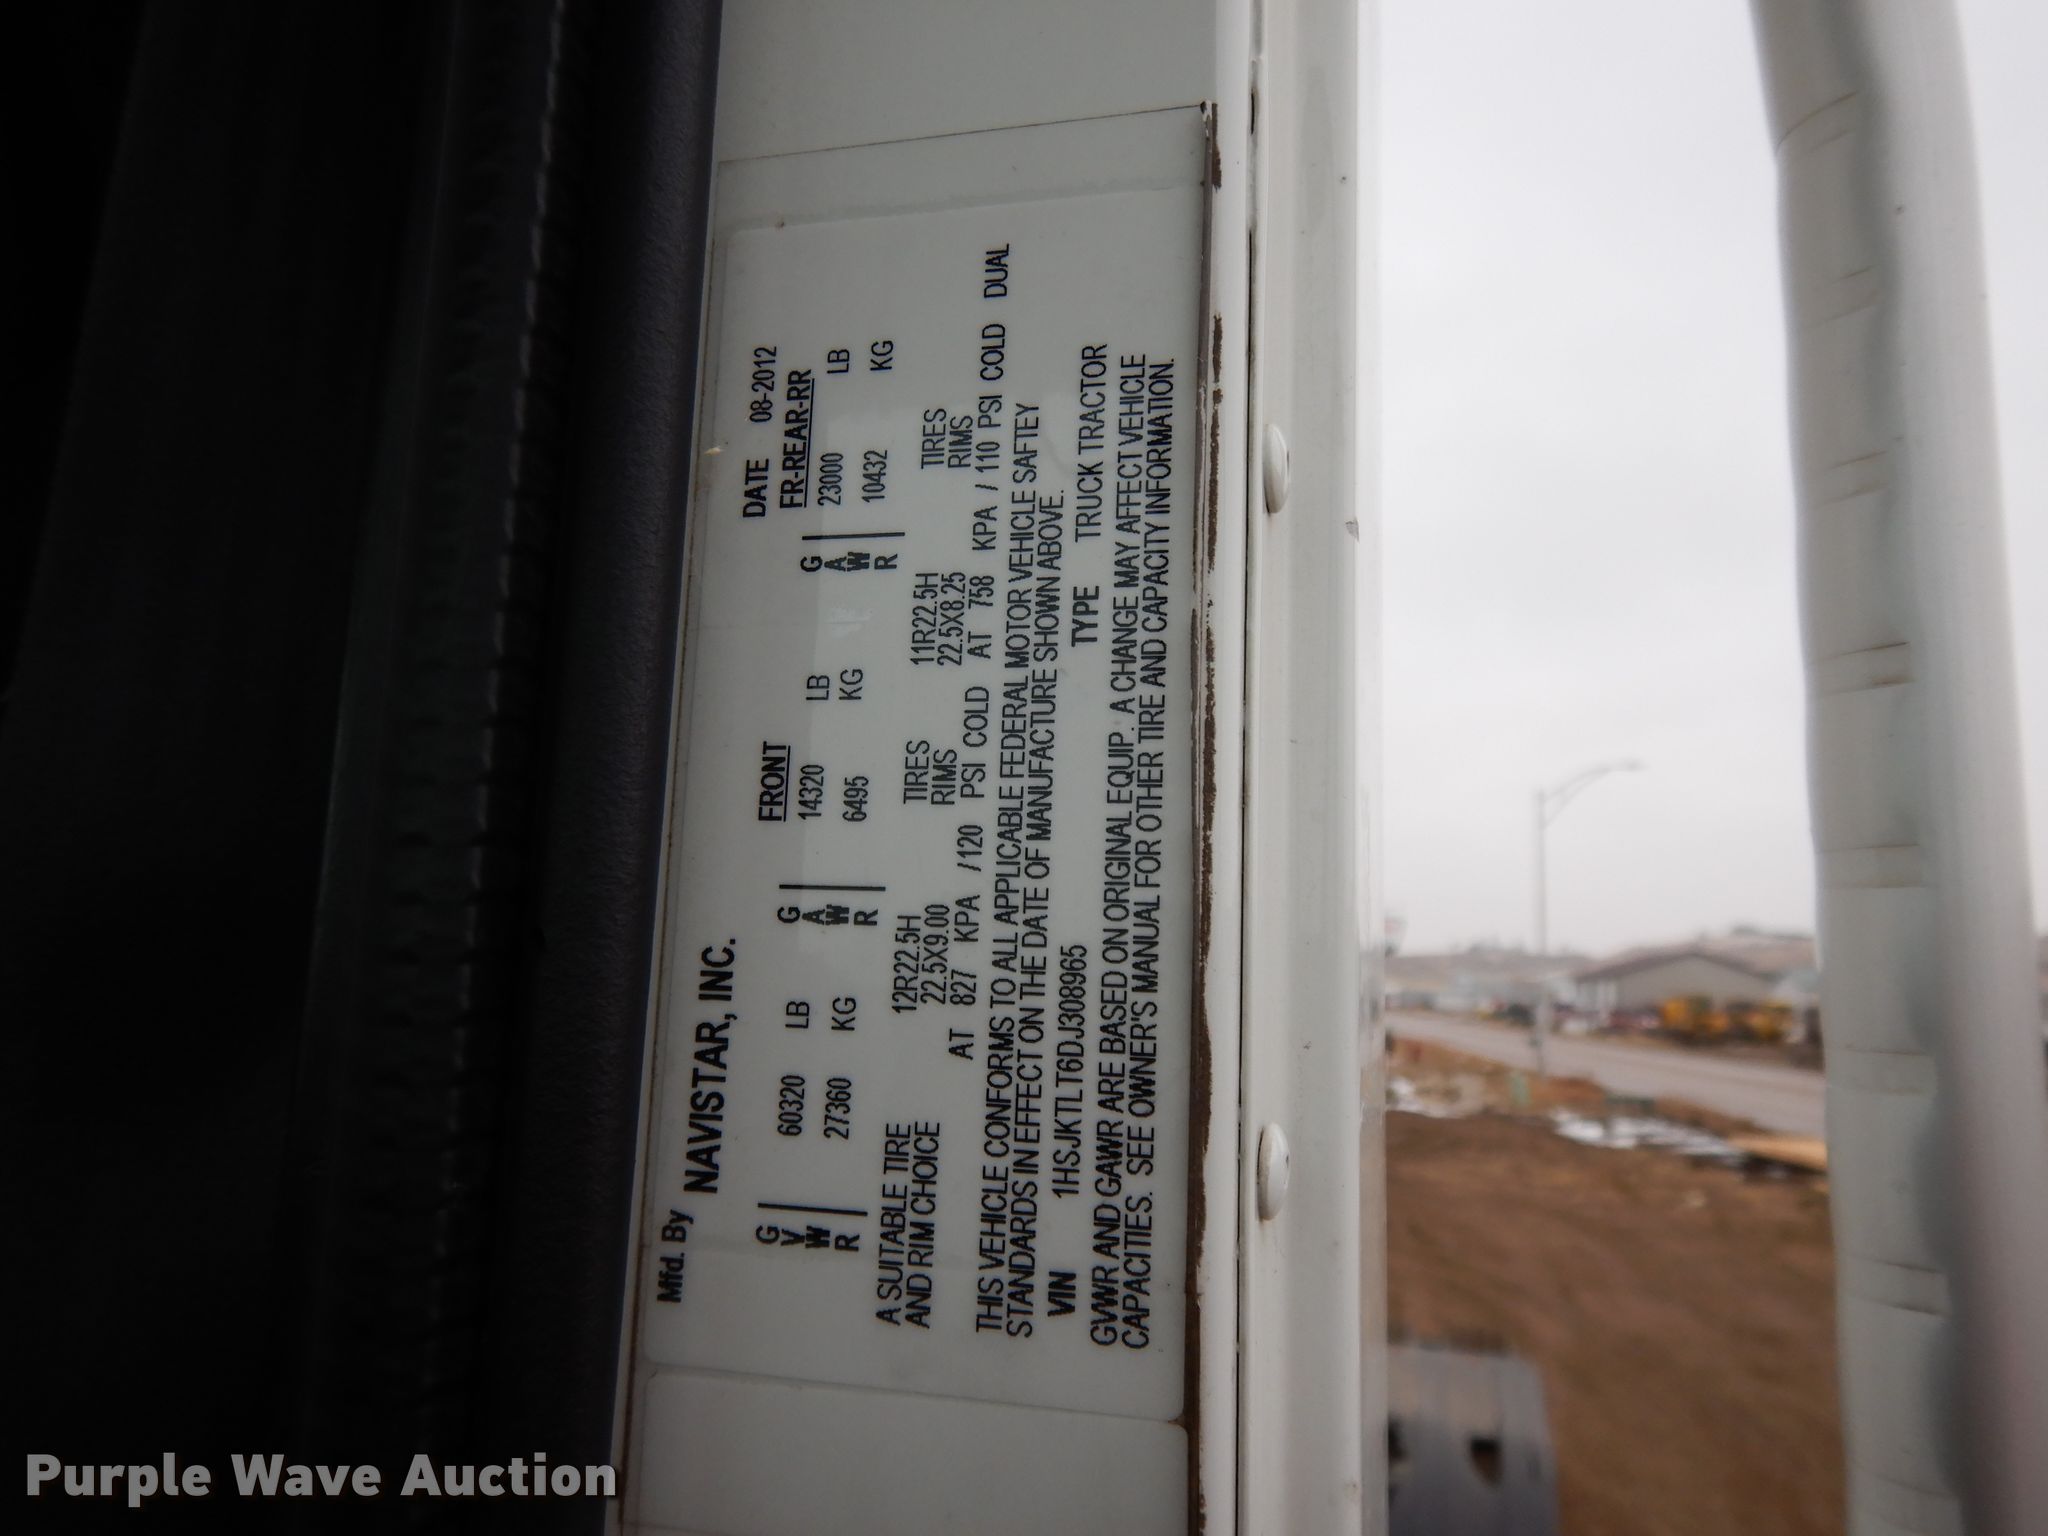 Mfd. By NAVISTAR, INC. DATE 08-2012
FRONT FR-REAR-RR
GVWR 60320 LB GAWR 14320 LB GAWR 23000 LB
27360 KG 6495 KG 10432 KG
A SUITABLE TIRE 12R22.5H TIRES 11R22.5H TIRES
AND RIM CHOICE 22.5X9.00 RIMS 22.5X8.25 RIMS
AT 827 KPA /120 PSI COLD AT 758 KPA / 110 PSI COLD DUAL
THIS VEHICLE CONFORMS TO ALL APPLICABLE FEDERAL MOTOR VEHICLE SAFTEY
STANDARDS IN EFFECT ON THE DATE OF MANUFACTURE SHOWN ABOVE.
VIN 1HSJKTLT6DJ308965 TYPE TRUCK TRACTOR
GVWR AND GAWR ARE BASED ON ORIGINAL EQUIP. A CHANGE MAY AFFECT VEHICLE
CAPACITIES. SEE OWNER'S MANUAL FOR OTHER TIRE AND CAPACITY INFORMATION.
Purple Wave Auction